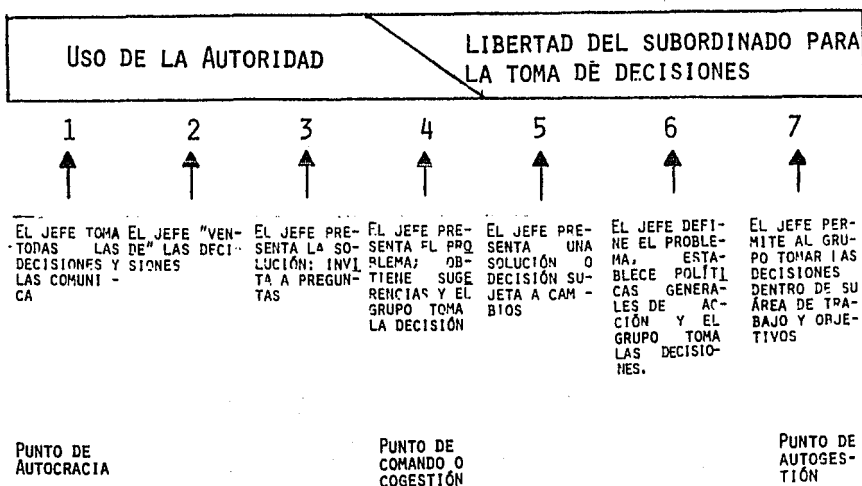 USO DE LA AUTORIDAD
LIBERTAD DEL SUBORDINADO PARA
LA TOMA DE DECISIONES
1
2
3
4
5
6
7
EL JEFE TOMA
TODAS LAS
DECISIONES Y
LAS COMUNI -
CA
EL JEFE "VEN-
DE" LAS DECI-
SIONES
EL JEFE PRE-
SENTA LA SO-
LUCIÓN; INVI
TA A PREGUN-
TAS
EL JEFE PRE-
SENTA EL PRO
BLEMA; OB-
TIENE SUGE
RENCIAS Y EL
GRUPO TOMA
LA DECISIÓN
EL JEFE PRE-
SENTA UNA
SOLUCIÓN O
DECISIÓN SU-
JETA A CAM -
BIOS
EL JEFE DEFI-
NE EL PROBLE-
MA, ESTA-
BLECE POLÍTI
CAS GENERA-
LES DE AC-
CIÓN Y EL
GRUPO TOMA
LAS DECISIO-
NES.
EL JEFE PER-
MITE AL GRU-
PO TOMAR LAS
DECISIONES
DENTRO DE SU
ÁREA DE TRA-
BAJO Y OBJE-
TIVOS
PUNTO DE
AUTOCRACIA
PUNTO DE
COMANDO O
COGESTIÓN
PUNTO DE
AUTOGES-
TIÓN